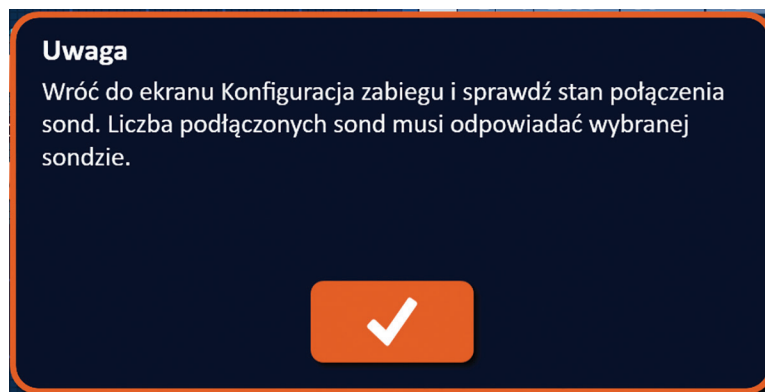 Uwaga
Wróć do ekranu Konfiguracja zabiegu i sprawdź stan połączenia
sond. Liczba podłączonych sond musi odpowiadać wybranej
sondzie.